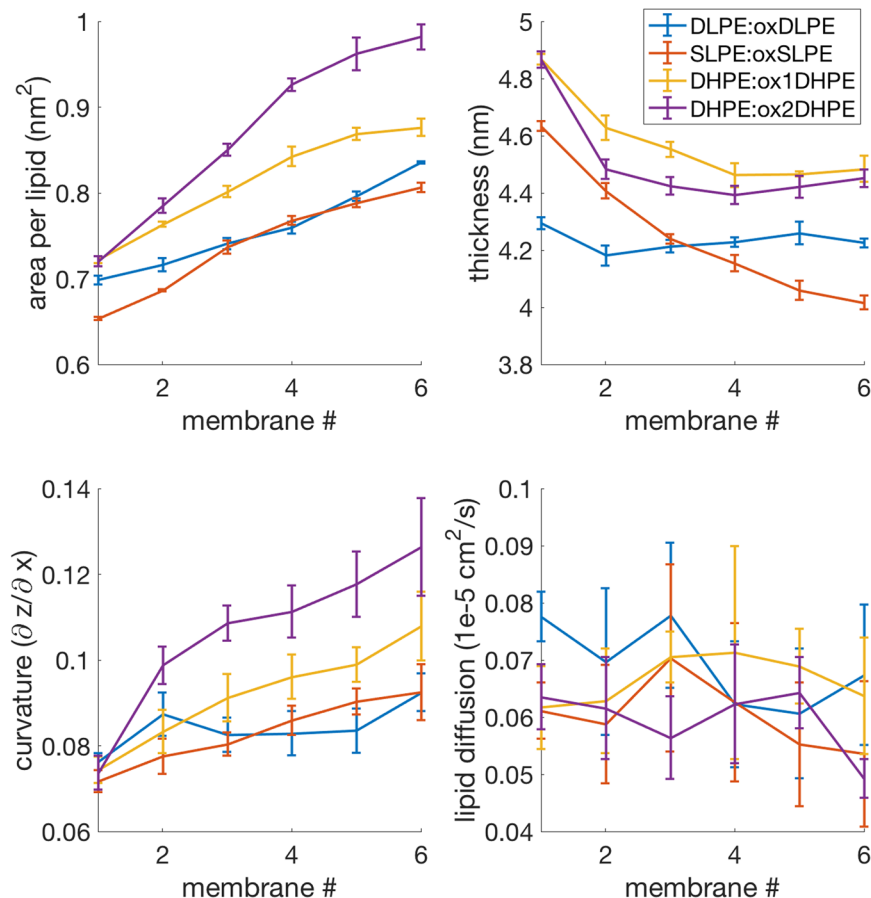 1
0.9
0.8
0.7
0.6
area per lipid (nm²)
2 4 6
membrane #
5
4.8
4.6
4.4
4.2
4
3.8
thickness (nm)
2 4 6
membrane #
DLPE:oxDLPE
SLPE:oxSLPE
DHPE:ox1DHPE
DHPE:ox2DHPE
0.14
0.12
0.1
0.08
0.06
curvature (∂ z/∂ x)
2 4 6
membrane #
0.1
0.09
0.08
0.07
0.06
0.05
0.04
lipid diffusion (1e-5 cm²/s)
2 4 6
membrane #